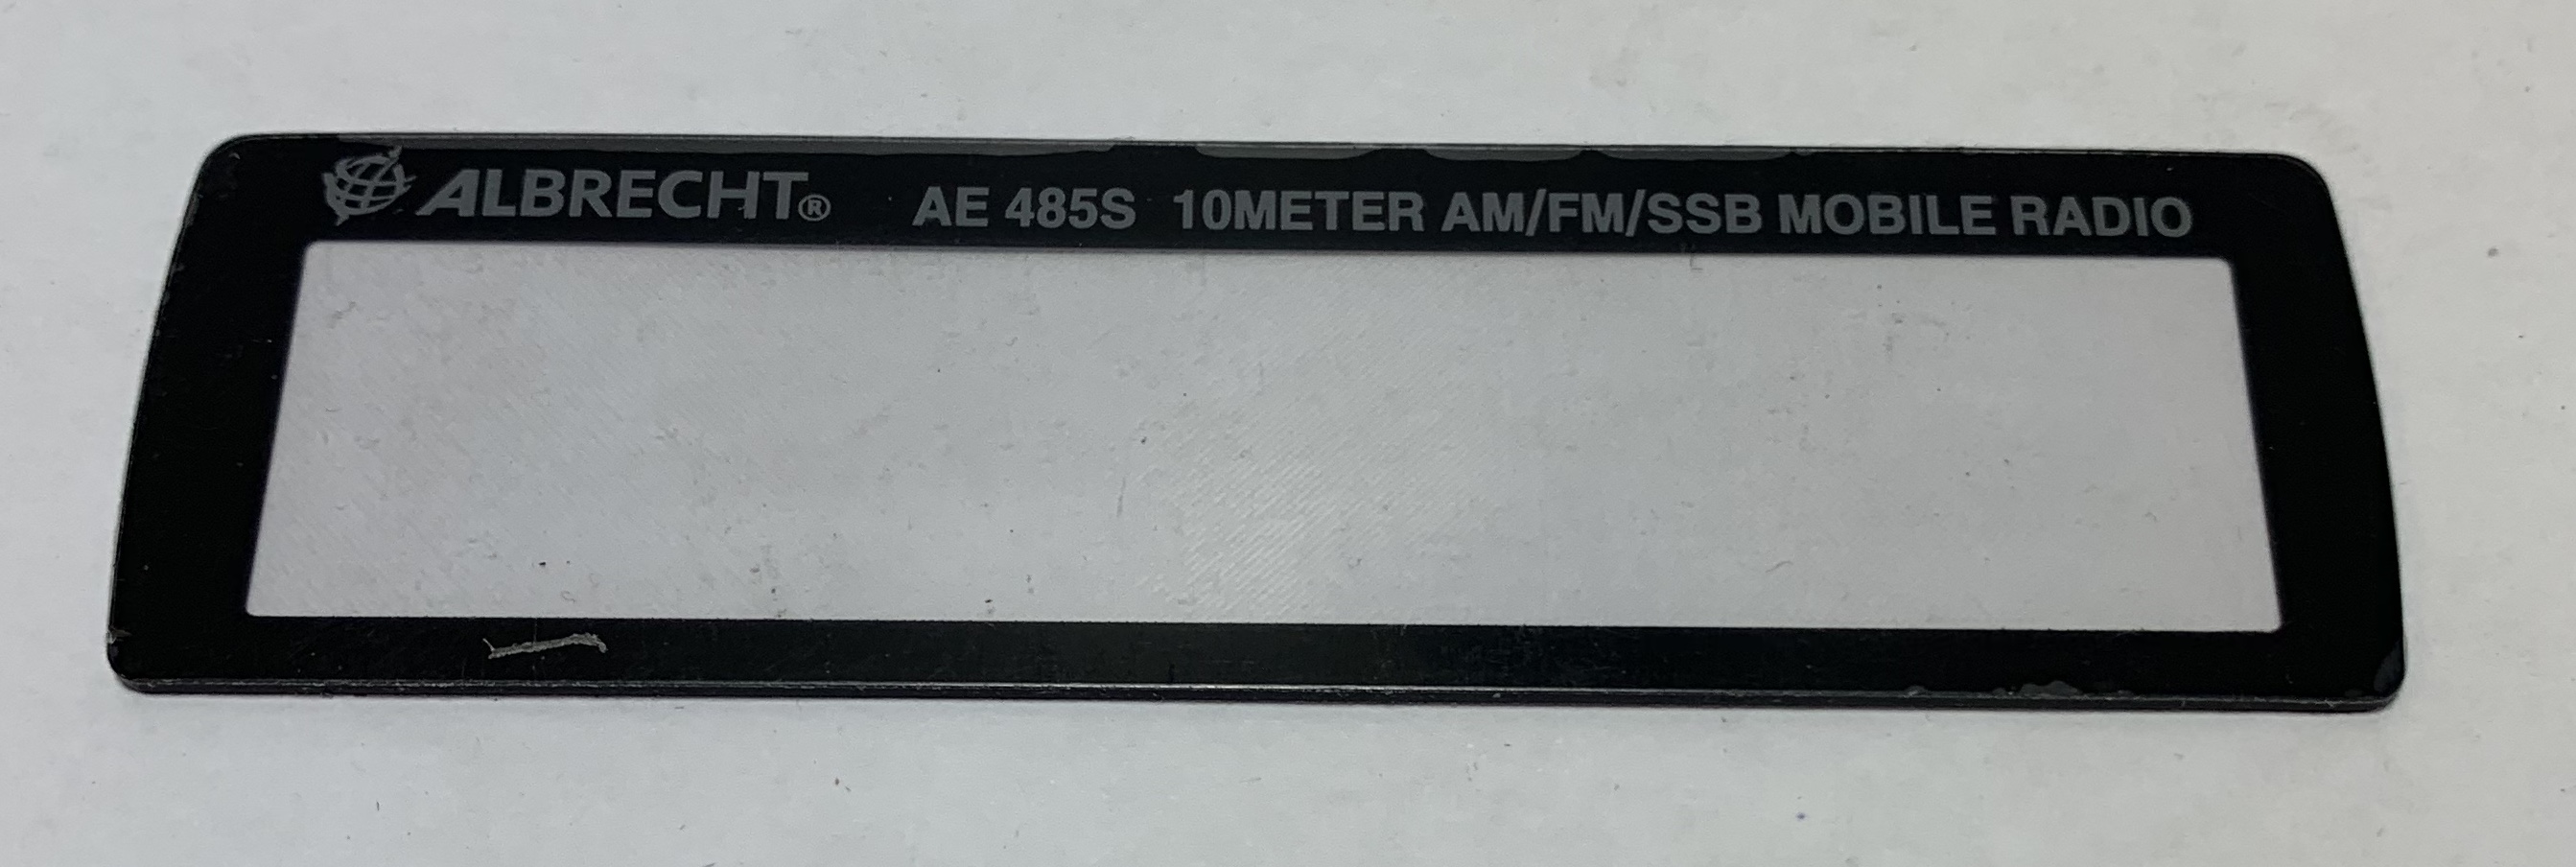 ALBRECHT® AE 485S 10METER AM/FM/SSB MOBILE RADIO